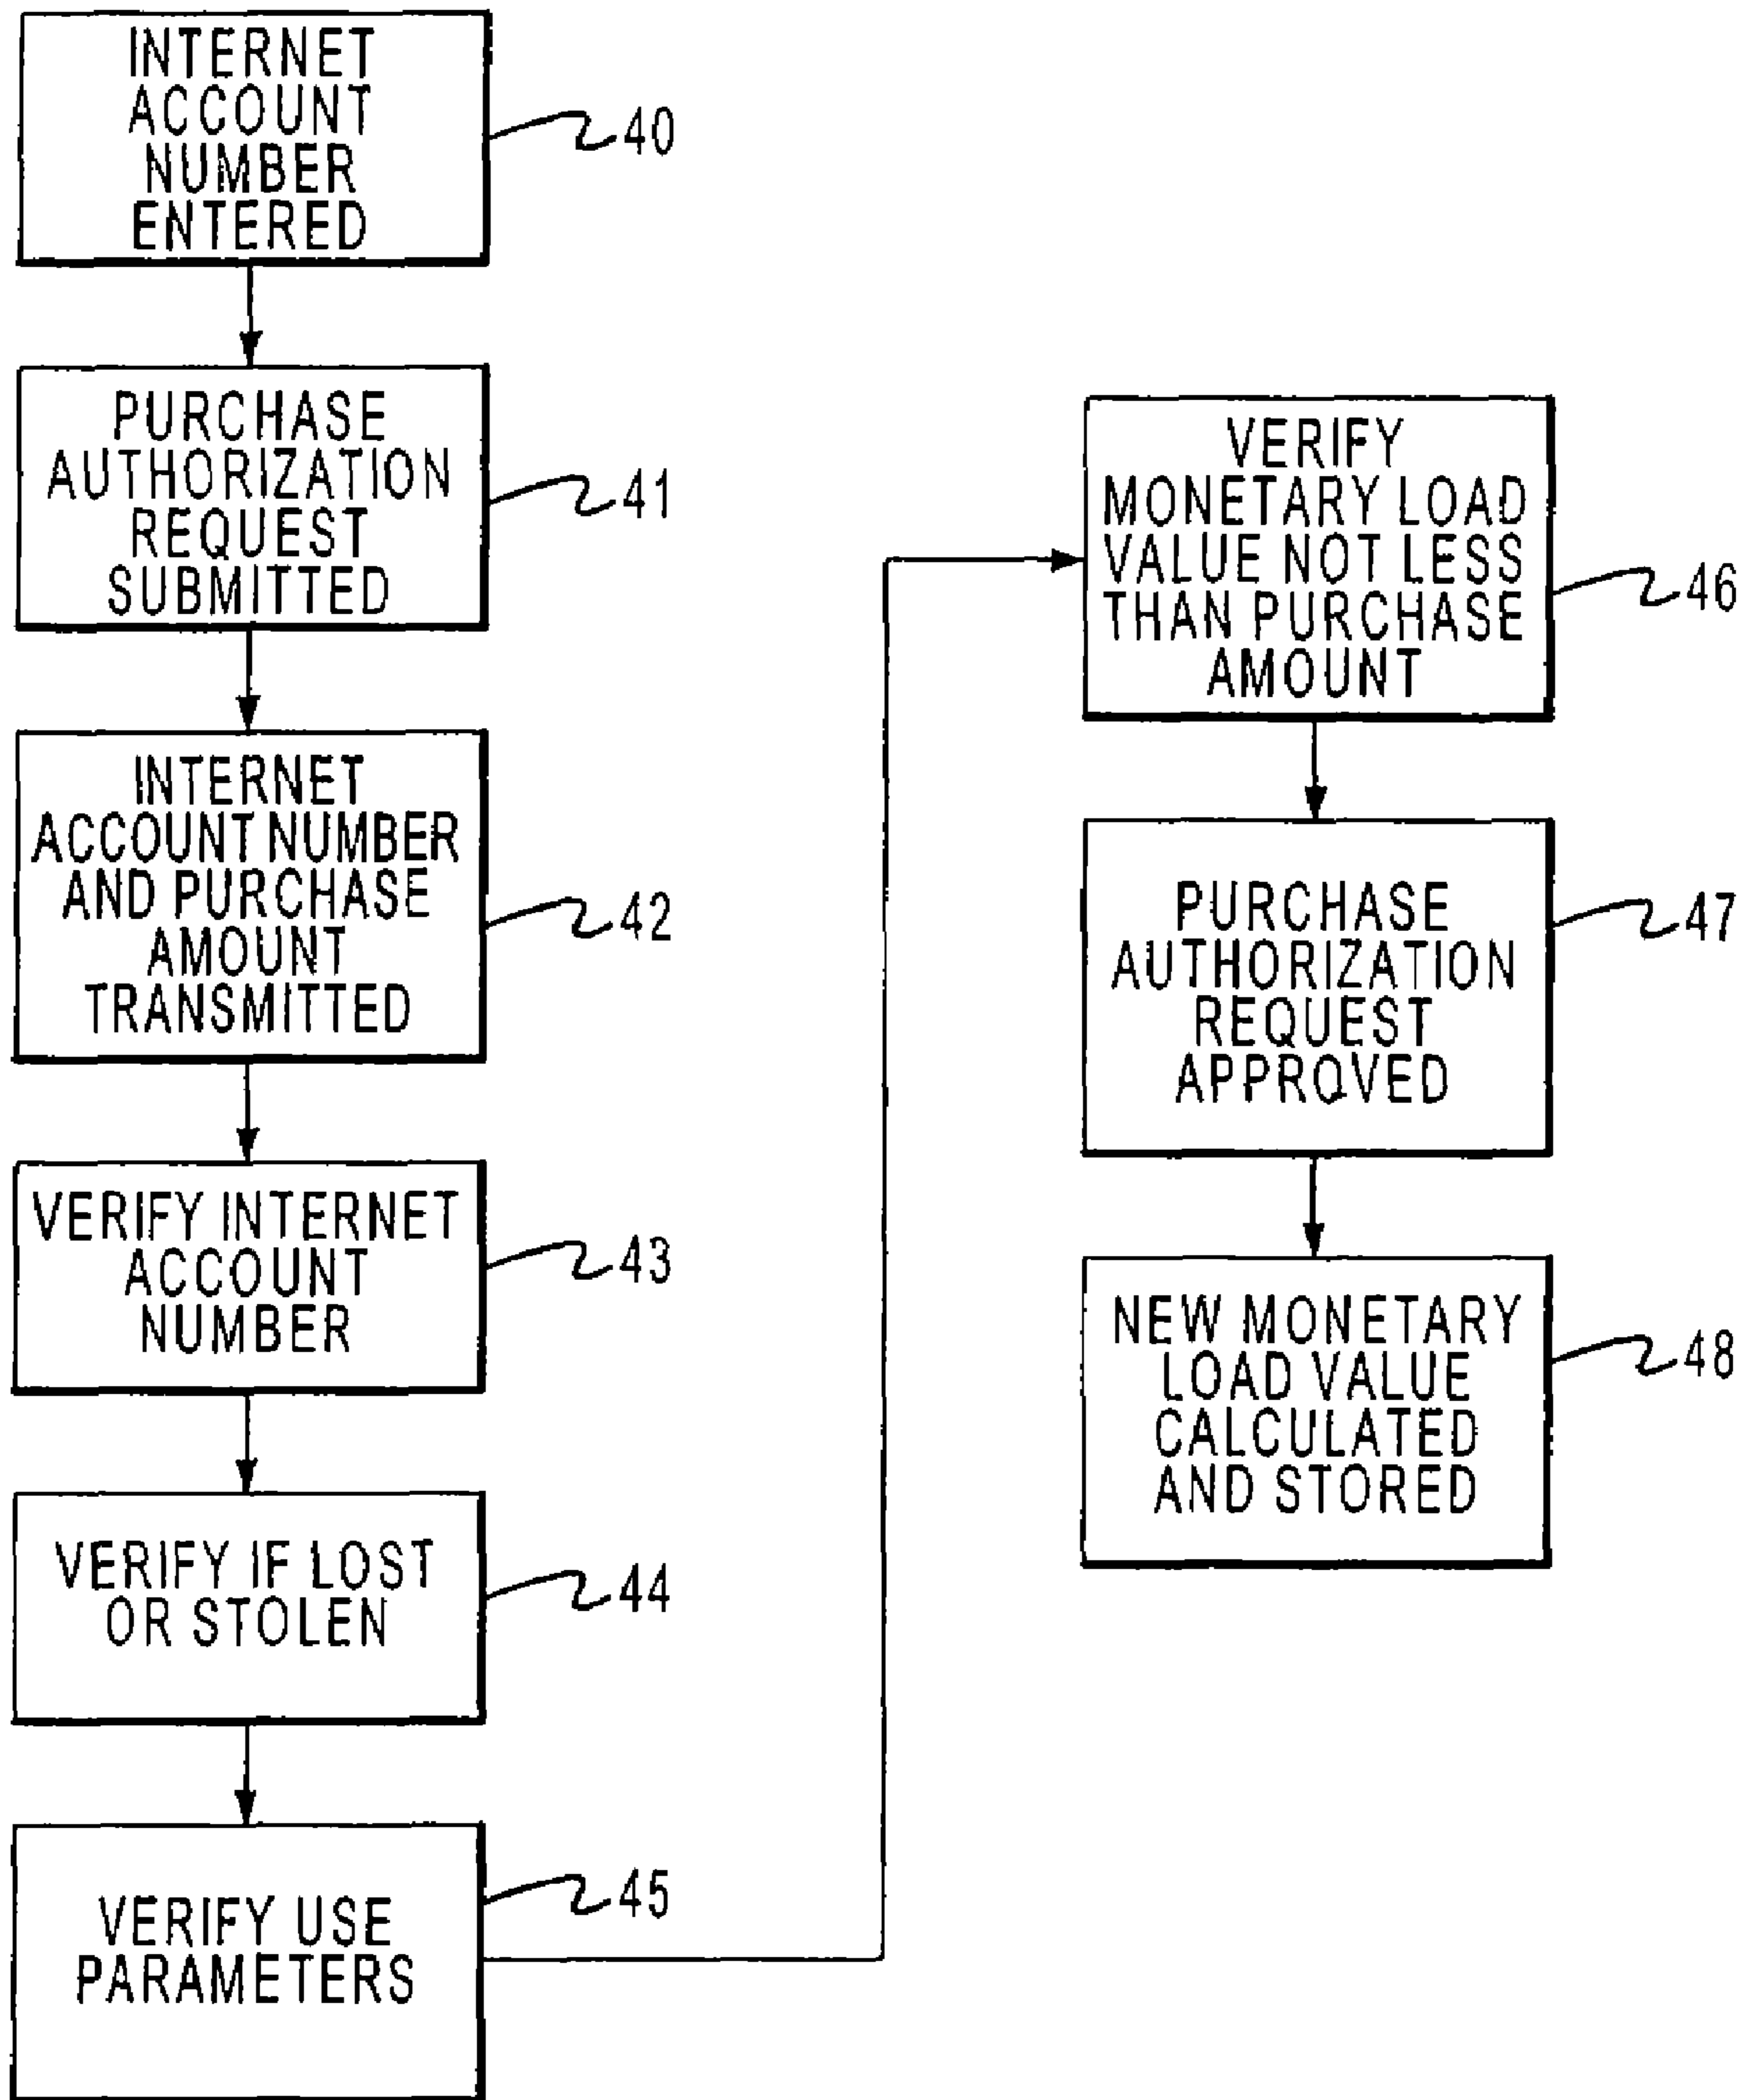 INTERNET
ACCOUNT
NUMBER
ENTERED
40
PURCHASE
AUTHORIZATION
REQUEST
SUBMITTED
41
INTERNET
ACCOUNT NUMBER
AND PURCHASE
AMOUNT
TRANSMITTED
42
VERIFY INTERNET
ACCOUNT
NUMBER
43
VERIFY IF LOST
OR STOLEN
44
VERIFY USE
PARAMETERS
45
VERIFY
MONETARY LOAD
VALUE NOT LESS
THAN PURCHASE
AMOUNT
46
PURCHASE
AUTHORIZATION
REQUEST
APPROVED
47
NEW MONETARY
LOAD VALUE
CALCULATED
AND STORED
48